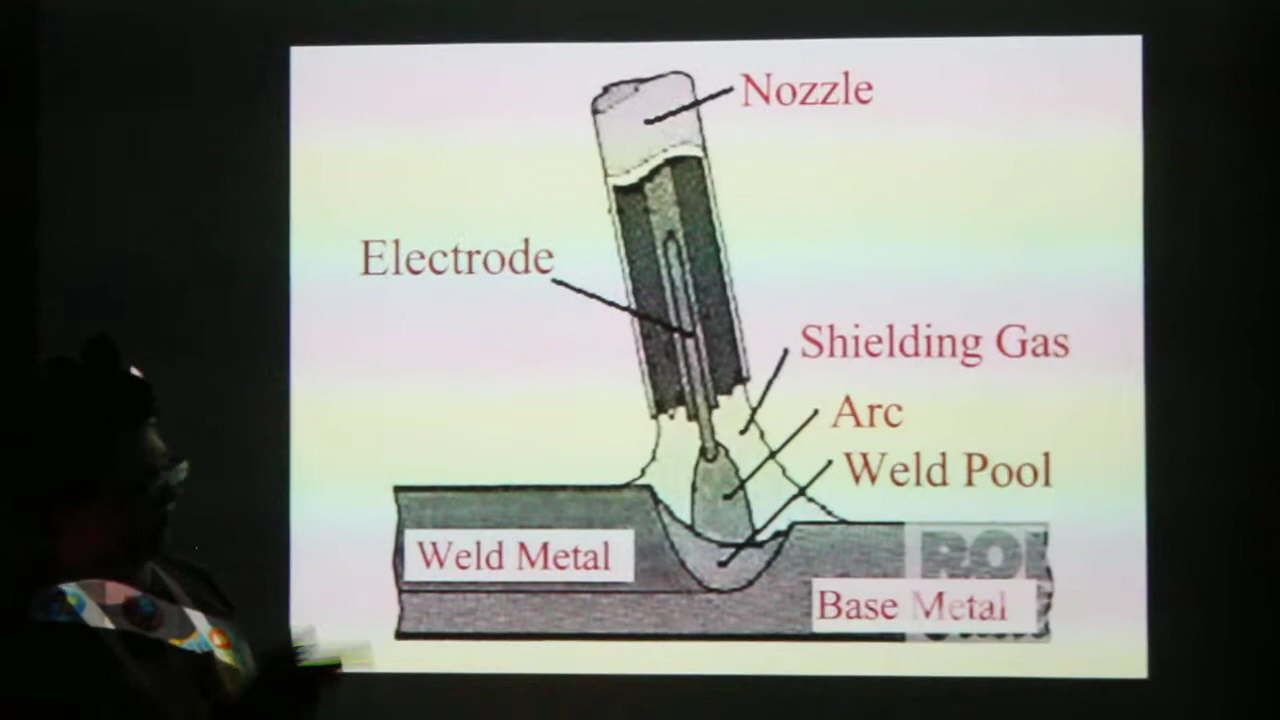 Nozzle
Electrode
Shielding Gas
Arc
Weld Pool
Weld Metal
Base Metal